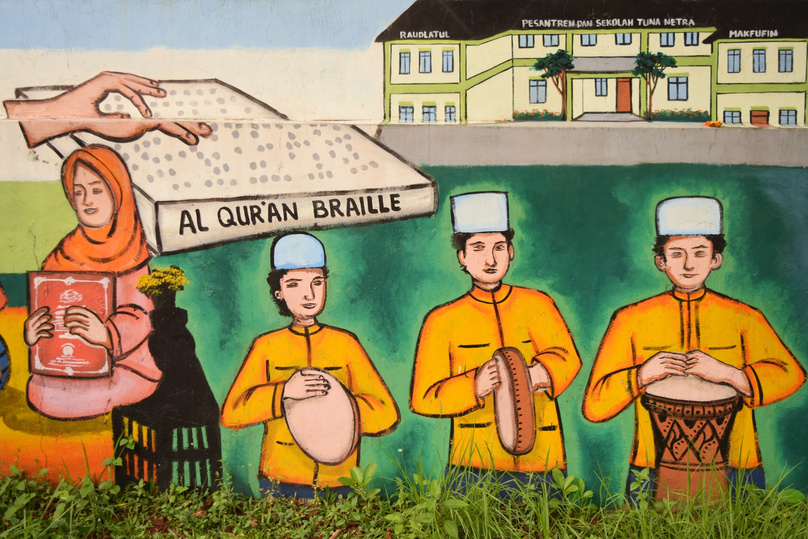 RAUDLATUL
PESANTREN DAN SEKOLAH TUNA NETRA
MAKFUFIN
AL QUR'AN BRAILLE